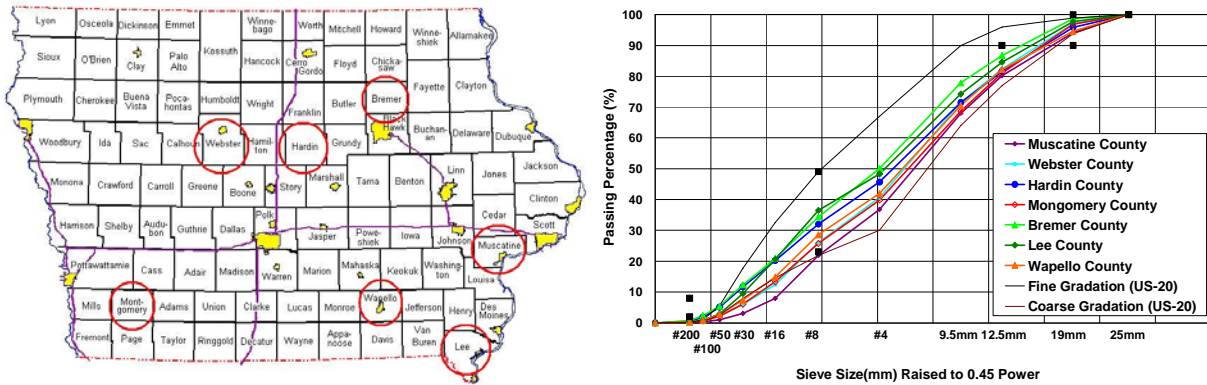 Lyon Osceola Dickinson Emmet Winne-
bago Worth Mitchell Howard Winne-
shiek Allamakee
Kossuth
Sioux O'Brien Clay Palo
Alto Hancock Cerro
Gordo Floyd Chicka-
saw
Fayette Clayton
Plymouth Cherokee Buena
Vista Poca-
hontas Humboldt Wright Franklin Butler Bremer
Woodbury Ida Sac Calhoun Webster Hamil-
ton Hardin Grundy Black
Hawk Buchan-
an Delaware Dubuque
Jackson
Monona Crawford Carroll Greene Boone Story Marshall Tama Benton Linn Jones
Clinton
Cedar
Harrison Shelby Audu-
bon Guthrie Dallas Polk Jasper Powe-
shiek Iowa Johnson Scott
Muscatine
Pottawattamie Cass Adair Madison Warren Marion Mahaska Keokuk Washing-
ton Louisa
Mills Mont-
gomery Adams Union Clarke Lucas Monroe Wapello Jefferson Henry Des
Moines
Fremont Page Taylor Ringgold Decatur Wayne Appa-
noose Davis Van
Buren Lee
Passing Percentage (%)
100
90
80
70
60
50
40
30
20
10
0
#200 #50 #30 #16 #8 #4 9.5mm 12.5mm 19mm 25mm
#100
Sieve Size(mm) Raised to 0.45 Power
Muscatine County
Webster County
Hardin County
Mongomery County
Bremer County
Lee County
Wapello County
Fine Gradation (US-20)
Coarse Gradation (US-20)